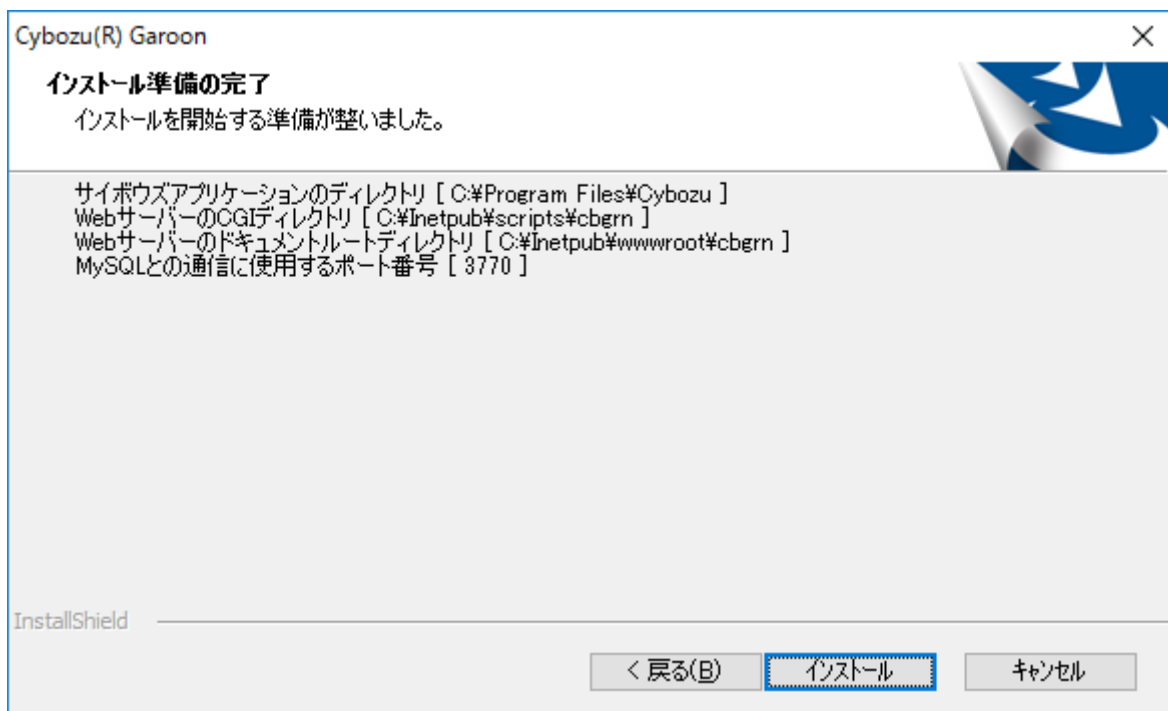 Cybozu(R) Garoon
インストール準備の完了
インストールを開始する準備が整いました。
サイボウズアプリケーションのディレクトリ [ C:¥Program Files¥Cybozu ]
WebサーバーのCGIディレクトリ [ C:¥Inetpub¥scripts¥cbgrn ]
Webサーバーのドキュメントルートディレクトリ [ C:¥Inetpub¥wwwroot¥cbgrn ]
MySQLとの通信に使用するポート番号 [ 3770 ]
InstallShield
< 戻る(B)
インストール
キャンセル